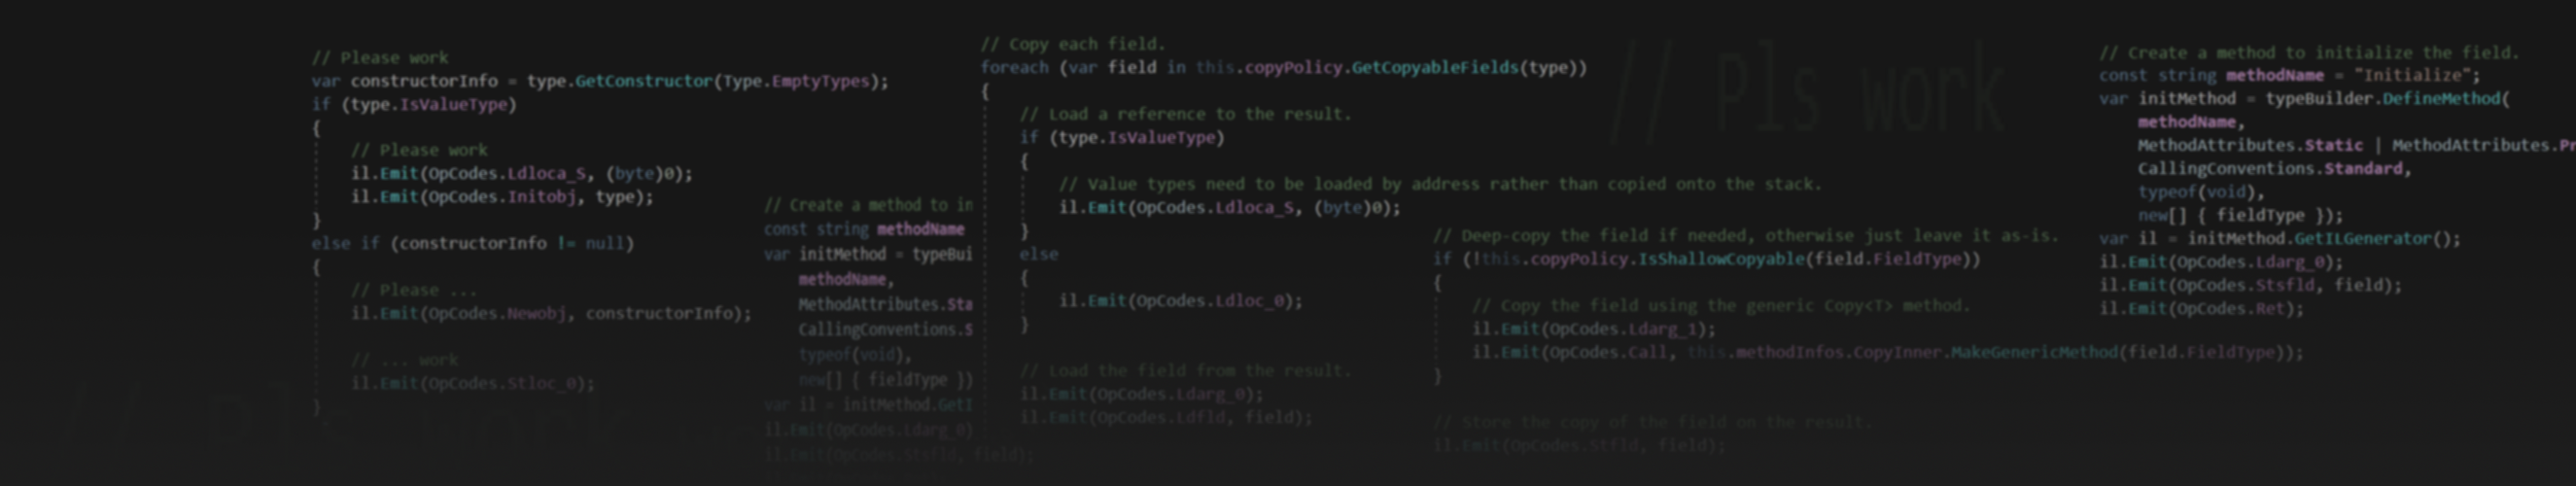 // Please work
var constructorInfo = type.GetConstructor(Type.EmptyTypes);
if (type.IsValueType)
{
    // Please work
    il.Emit(OpCodes.Ldloca_S, (byte)0);
    il.Emit(OpCodes.Initobj, type);
}
else if (constructorInfo != null)
{
    // Please ...
    il.Emit(OpCodes.Newobj, constructorInfo);

    // ... work
    il.Emit(OpCodes.Stloc_0);
}
// Pls work
// Create a method to in
const string methodName
var initMethod = typeBui
    methodName,
    MethodAttributes.Sta
    CallingConventions.S
    typeof(void),
    new[] { fieldType })
var il = initMethod.GetI
il.Emit(OpCodes.Ldarg_0)
il.Emit(OpCodes.Stsfld, field);
// Copy each field.
foreach (var field in this.copyPolicy.GetCopyableFields(type))
{
    // Load a reference to the result.
    if (type.IsValueType)
    {
        // Value types need to be loaded by address rather than copied onto the stack.
        il.Emit(OpCodes.Ldloca_S, (byte)0);
    }
    else
    {
        il.Emit(OpCodes.Ldloc_0);
    }

    // Load the field from the result.
    il.Emit(OpCodes.Ldarg_0);
    il.Emit(OpCodes.Ldfld, field);
// Pls work
// Deep-copy the field if needed, otherwise just leave it as-is.
if (!this.copyPolicy.IsShallowCopyable(field.FieldType))
{
    // Copy the field using the generic Copy<T> method.
    il.Emit(OpCodes.Ldarg_1);
    il.Emit(OpCodes.Call, this.methodInfos.CopyInner.MakeGenericMethod(field.FieldType));
}

// Store the copy of the field on the result.
il.Emit(OpCodes.Stfld, field);
// Create a method to initialize the field.
const string methodName = "Initialize";
var initMethod = typeBuilder.DefineMethod(
    methodName,
    MethodAttributes.Static | MethodAttributes.Pr
    CallingConventions.Standard,
    typeof(void),
    new[] { fieldType });
var il = initMethod.GetILGenerator();
il.Emit(OpCodes.Ldarg_0);
il.Emit(OpCodes.Stsfld, field);
il.Emit(OpCodes.Ret);